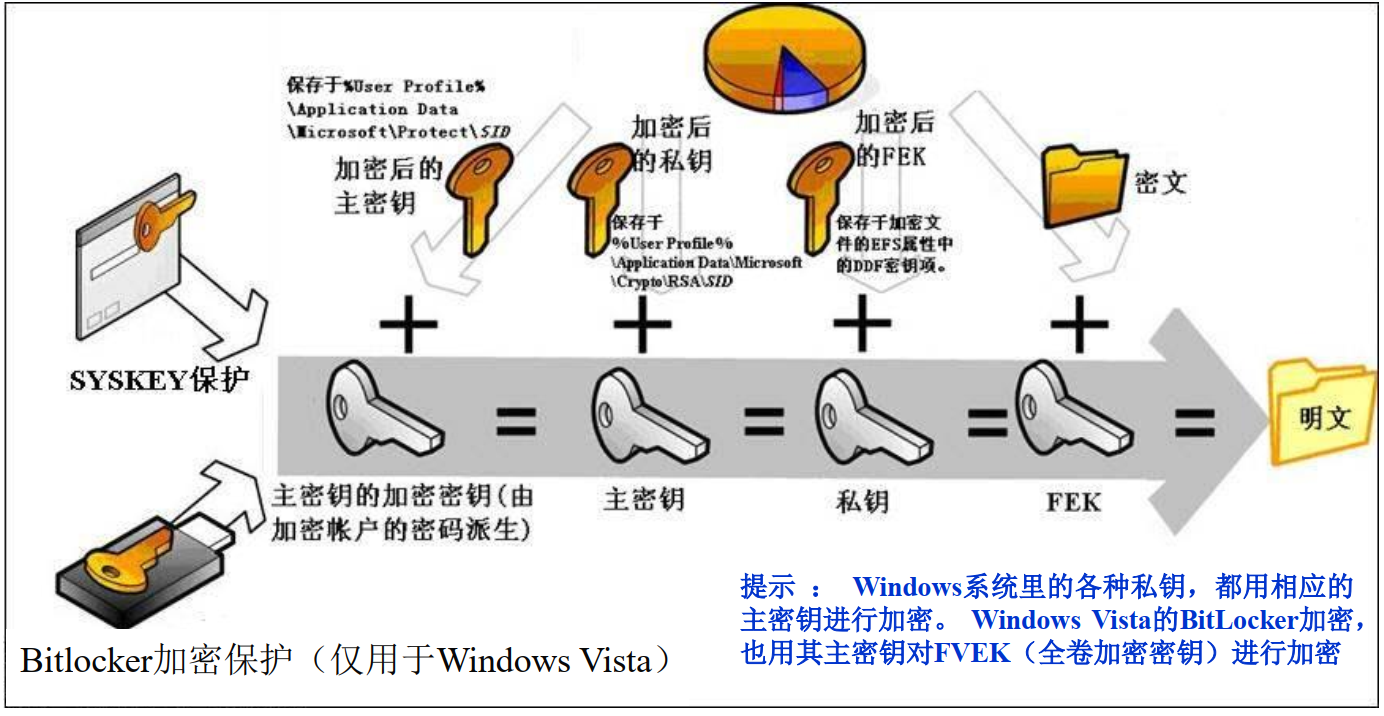 保存于%User Profile%
\Application Data
\Microsoft\Protect\SID
加密后的
主密钥
加密后
的私钥
保存于
%User Profile%
\Application Data\Microsoft
\Crypto\RSA\SID
加密后
的FEK
保存于加密文
件的EFS属性中
的DDF密钥项。
密文
SYSKEY保护
+
+
+
+
=
=
=
=
明文
主密钥的加密密钥(由
加密帐户的密码派生)
主密钥
私钥
FEK
提示 ： Windows系统里的各种私钥，都用相应的
主密钥进行加密。 Windows Vista的BitLocker加密，
也用其主密钥对FVEK（全卷加密密钥）进行加密
Bitlocker加密保护（仅用于Windows Vista）